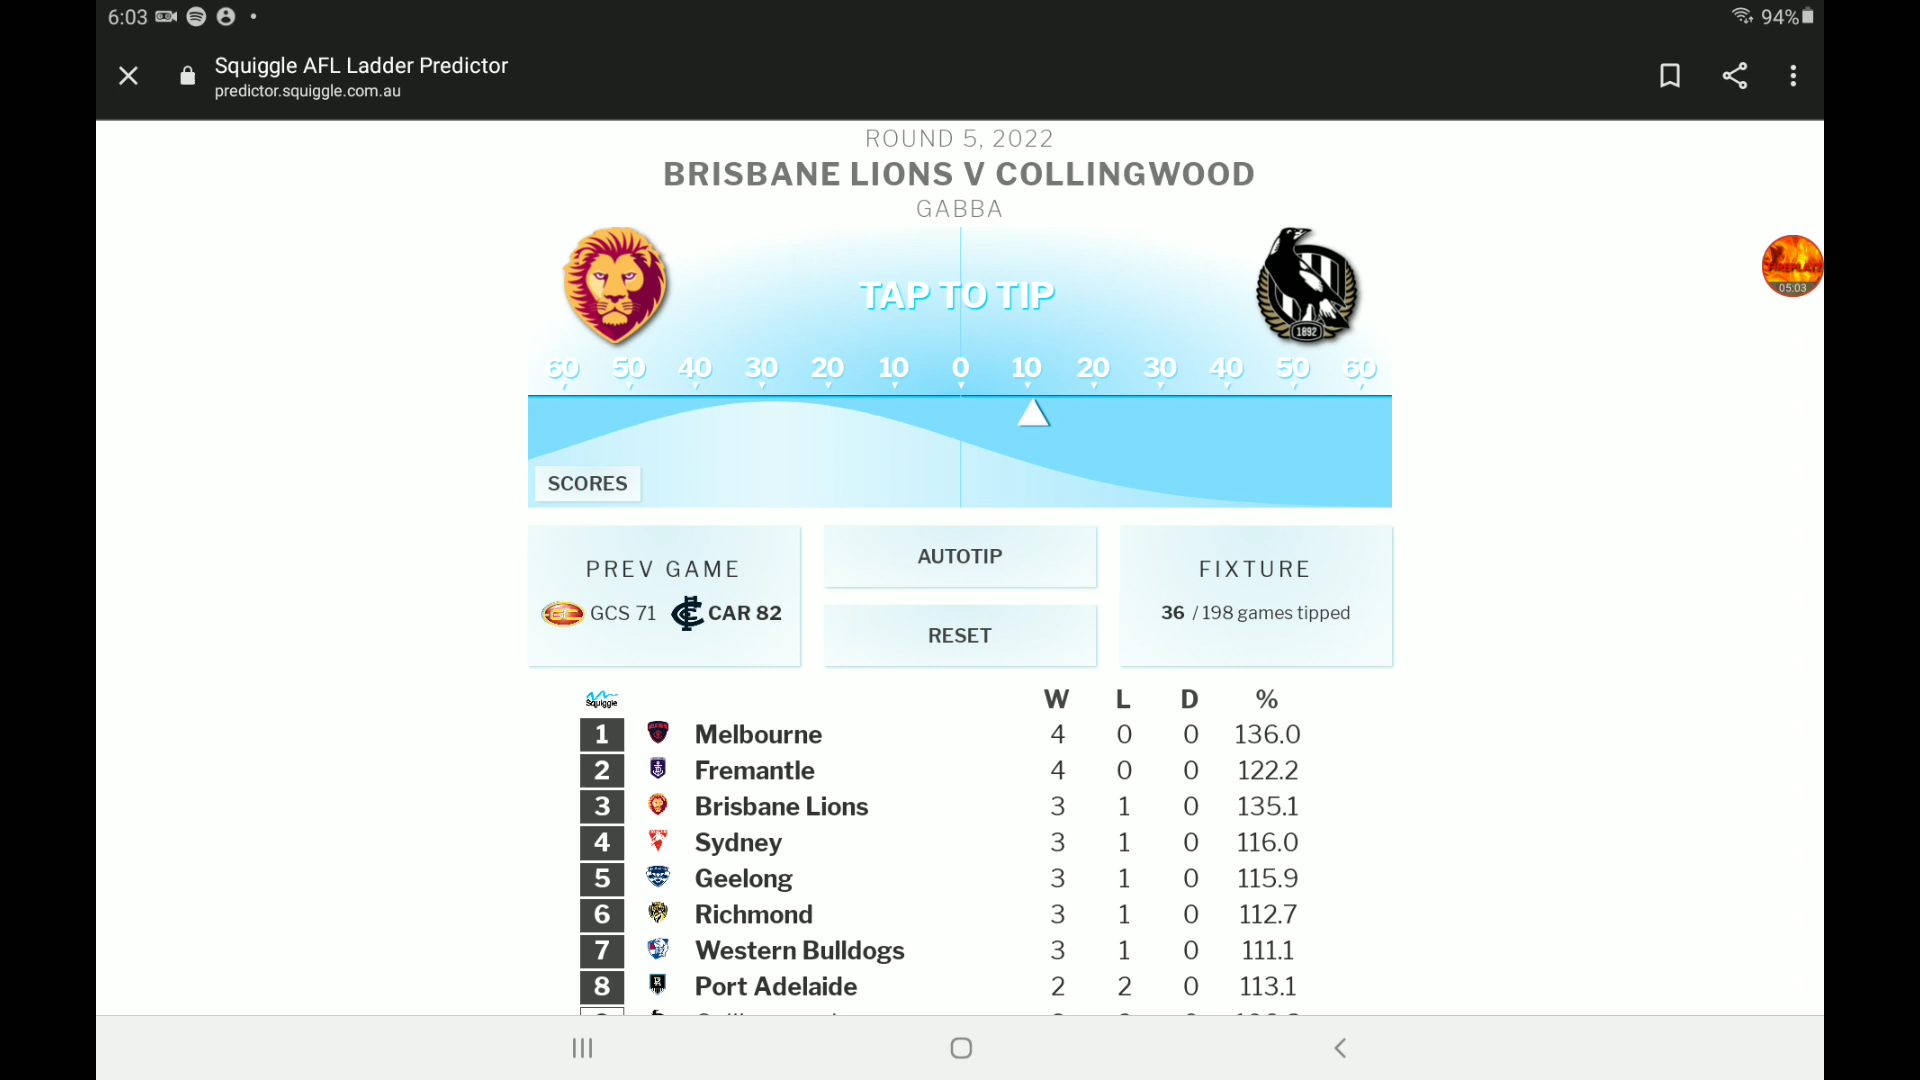 6:03
94%
Squiggle AFL Ladder Predictor
predictor.squiggle.com.au
ROUND 5, 2022
BRISBANE LIONS V COLLINGWOOD
GABBA
1892
TAP TO TIP
60 50 40 30 20 10 0 10 20 30 40 50 60
05:03
SCORES
PREV GAME
GCS 71 CAR 82
AUTOTIP
RESET
FIXTURE
36 / 198 games tipped
Squiggle W L D %
1 Melbourne 4 0 0 136.0
2 Fremantle 4 0 0 122.2
3 Brisbane Lions 3 1 0 135.1
4 Sydney 3 1 0 116.0
5 Geelong 3 1 0 115.9
6 Richmond 3 1 0 112.7
7 Western Bulldogs 3 1 0 111.1
8 Port Adelaide 2 2 0 113.1